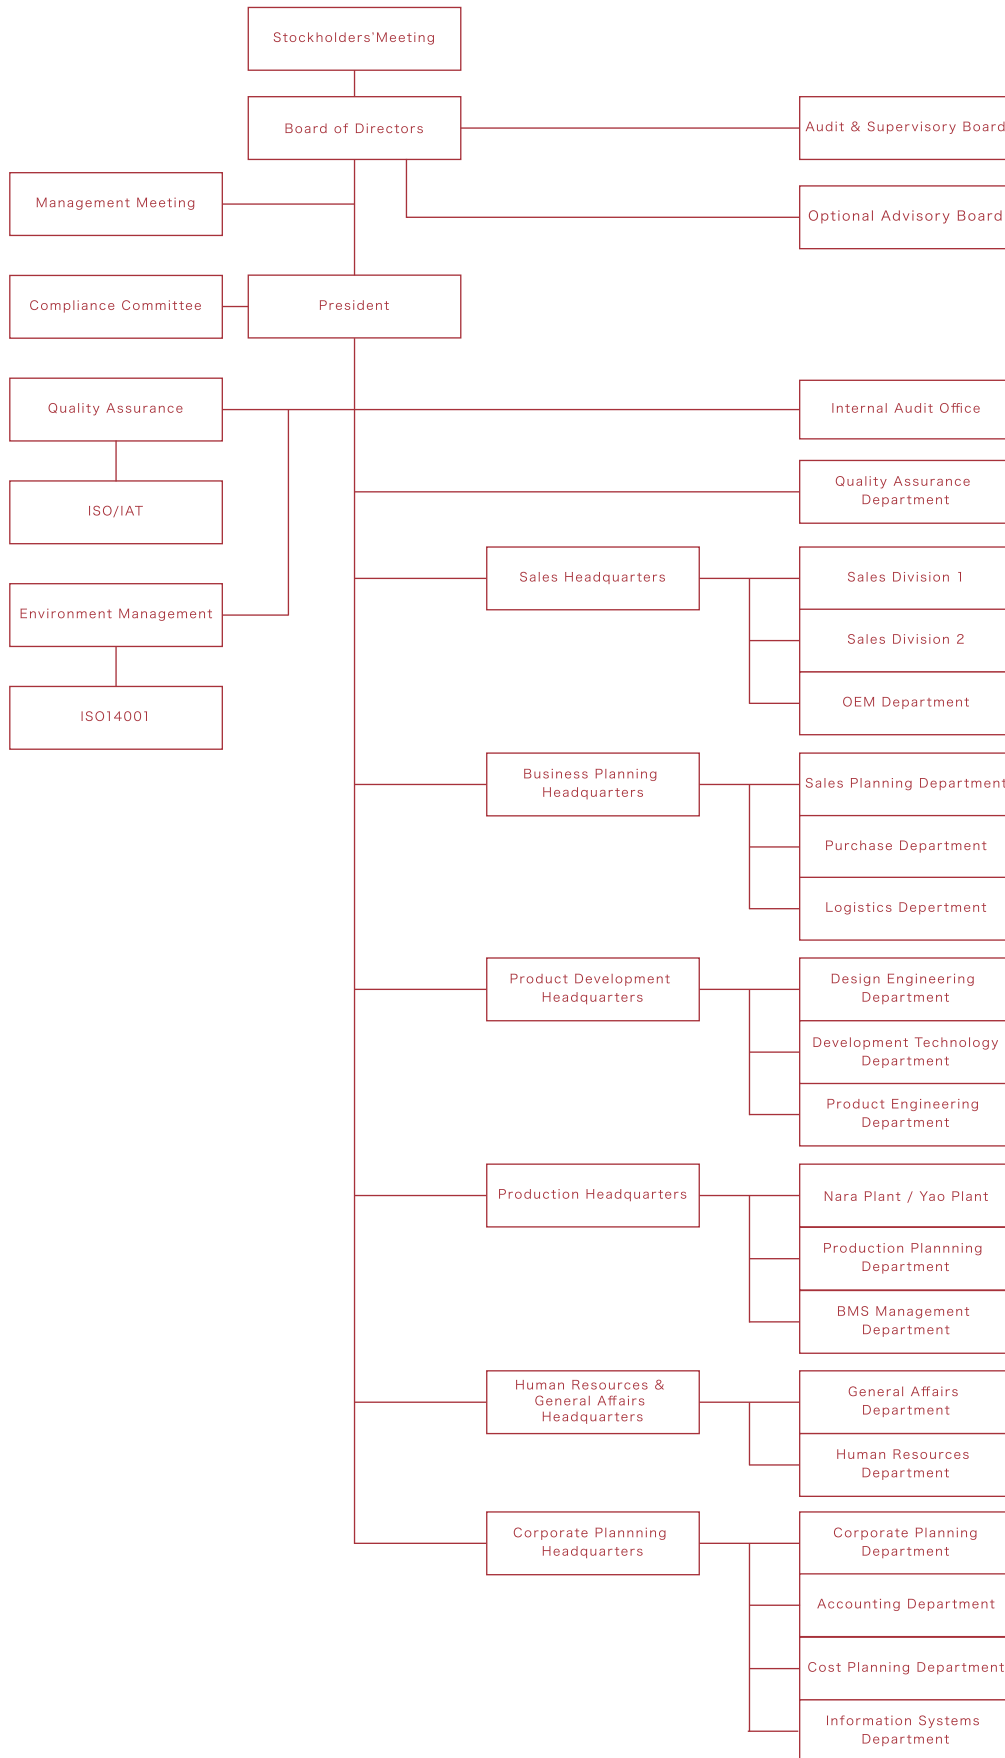 Stockholders'Meeting
Board of Directors
Audit & Supervisory Board
Management Meeting
Optional Advisory Board
Compliance Committee
President
Quality Assurance
Internal Audit Office
ISO/IAT
Quality Assurance
Department
Environment Management
ISO14001
Sales Headquarters
Sales Division 1
Sales Division 2
OEM Department
Business Planning
Headquarters
Sales Planning Department
Purchase Department
Logistics Depertment
Product Development
Headquarters
Design Engineering
Department
Development Technology
Department
Product Engineering
Department
Production Headquarters
Nara Plant / Yao Plant
Production Plannning
Department
BMS Management
Department
Human Resources &
General Affairs
Headquarters
General Affairs
Department
Human Resources
Department
Corporate Plannning
Headquarters
Corporate Planning
Department
Accounting Department
Cost Planning Department
Information Systems
Department